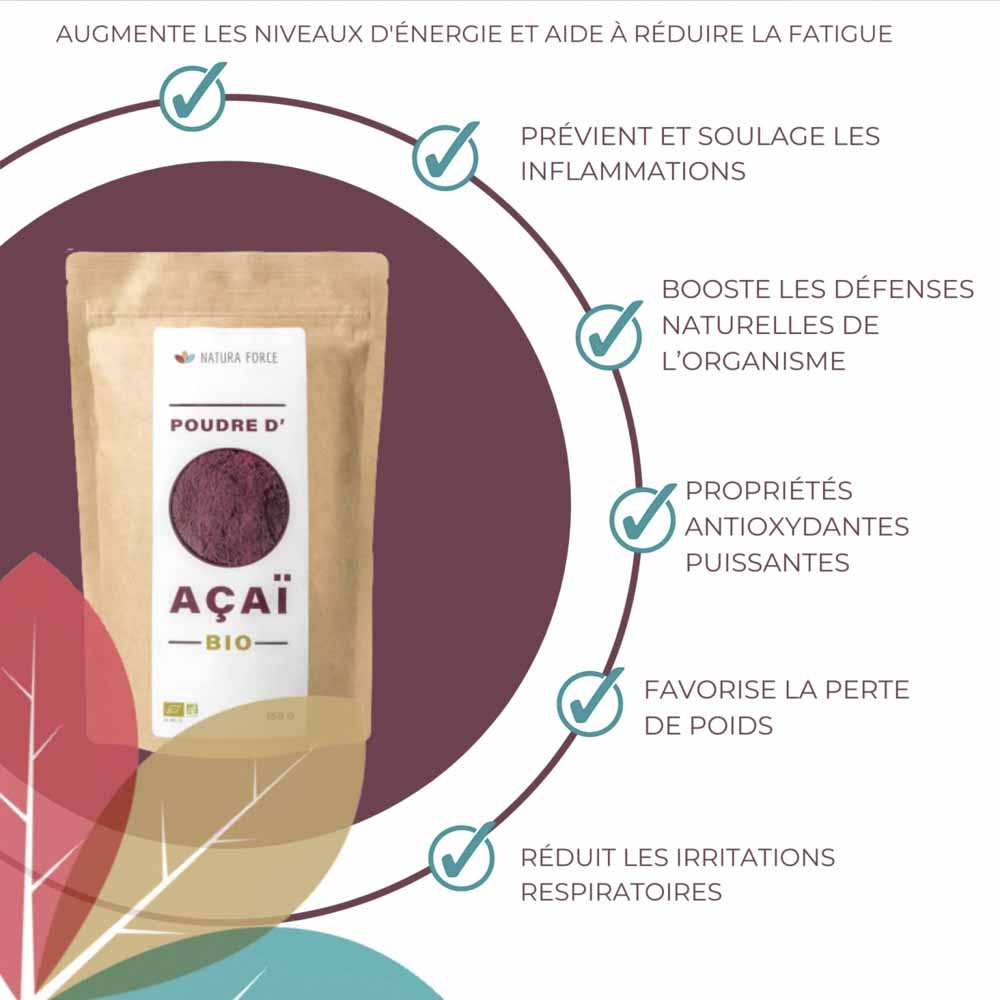 AUGMENTE LES NIVEAUX D'ÉNERGIE ET AIDE À RÉDUIRE LA FATIGUE
PRÉVIENT ET SOULAGE LES
INFLAMMATIONS
BOOSTE LES DÉFENSES
NATURELLES DE
L’ORGANISME
PROPRIÉTÉS
ANTIOXYDANTES
PUISSANTES
FAVORISE LA PERTE
DE POIDS
RÉDUIT LES IRRITATIONS
RESPIRATOIRES
NATURA FORCE
POUDRE D'
AÇAÏ
BIO
150 G